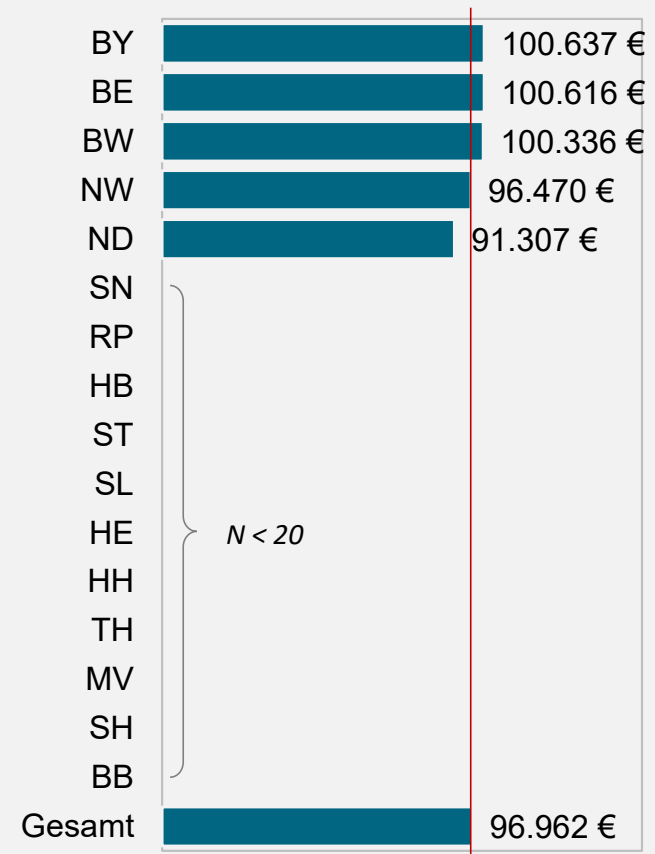 BY 100.637 €
BE 100.616 €
BW 100.336 €
NW 96.470 €
ND 91.307 €
SN
RP
HB
ST
SL
HE N < 20
HH
TH
MV
SH
BB
Gesamt 96.962 €